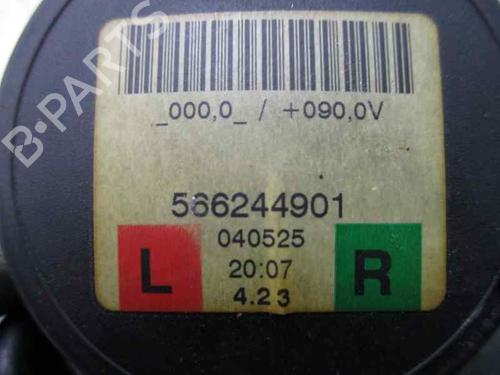 _000,0_ / +090,0V
566244901
L 040525 R
20:07
4.23
B-PARTS